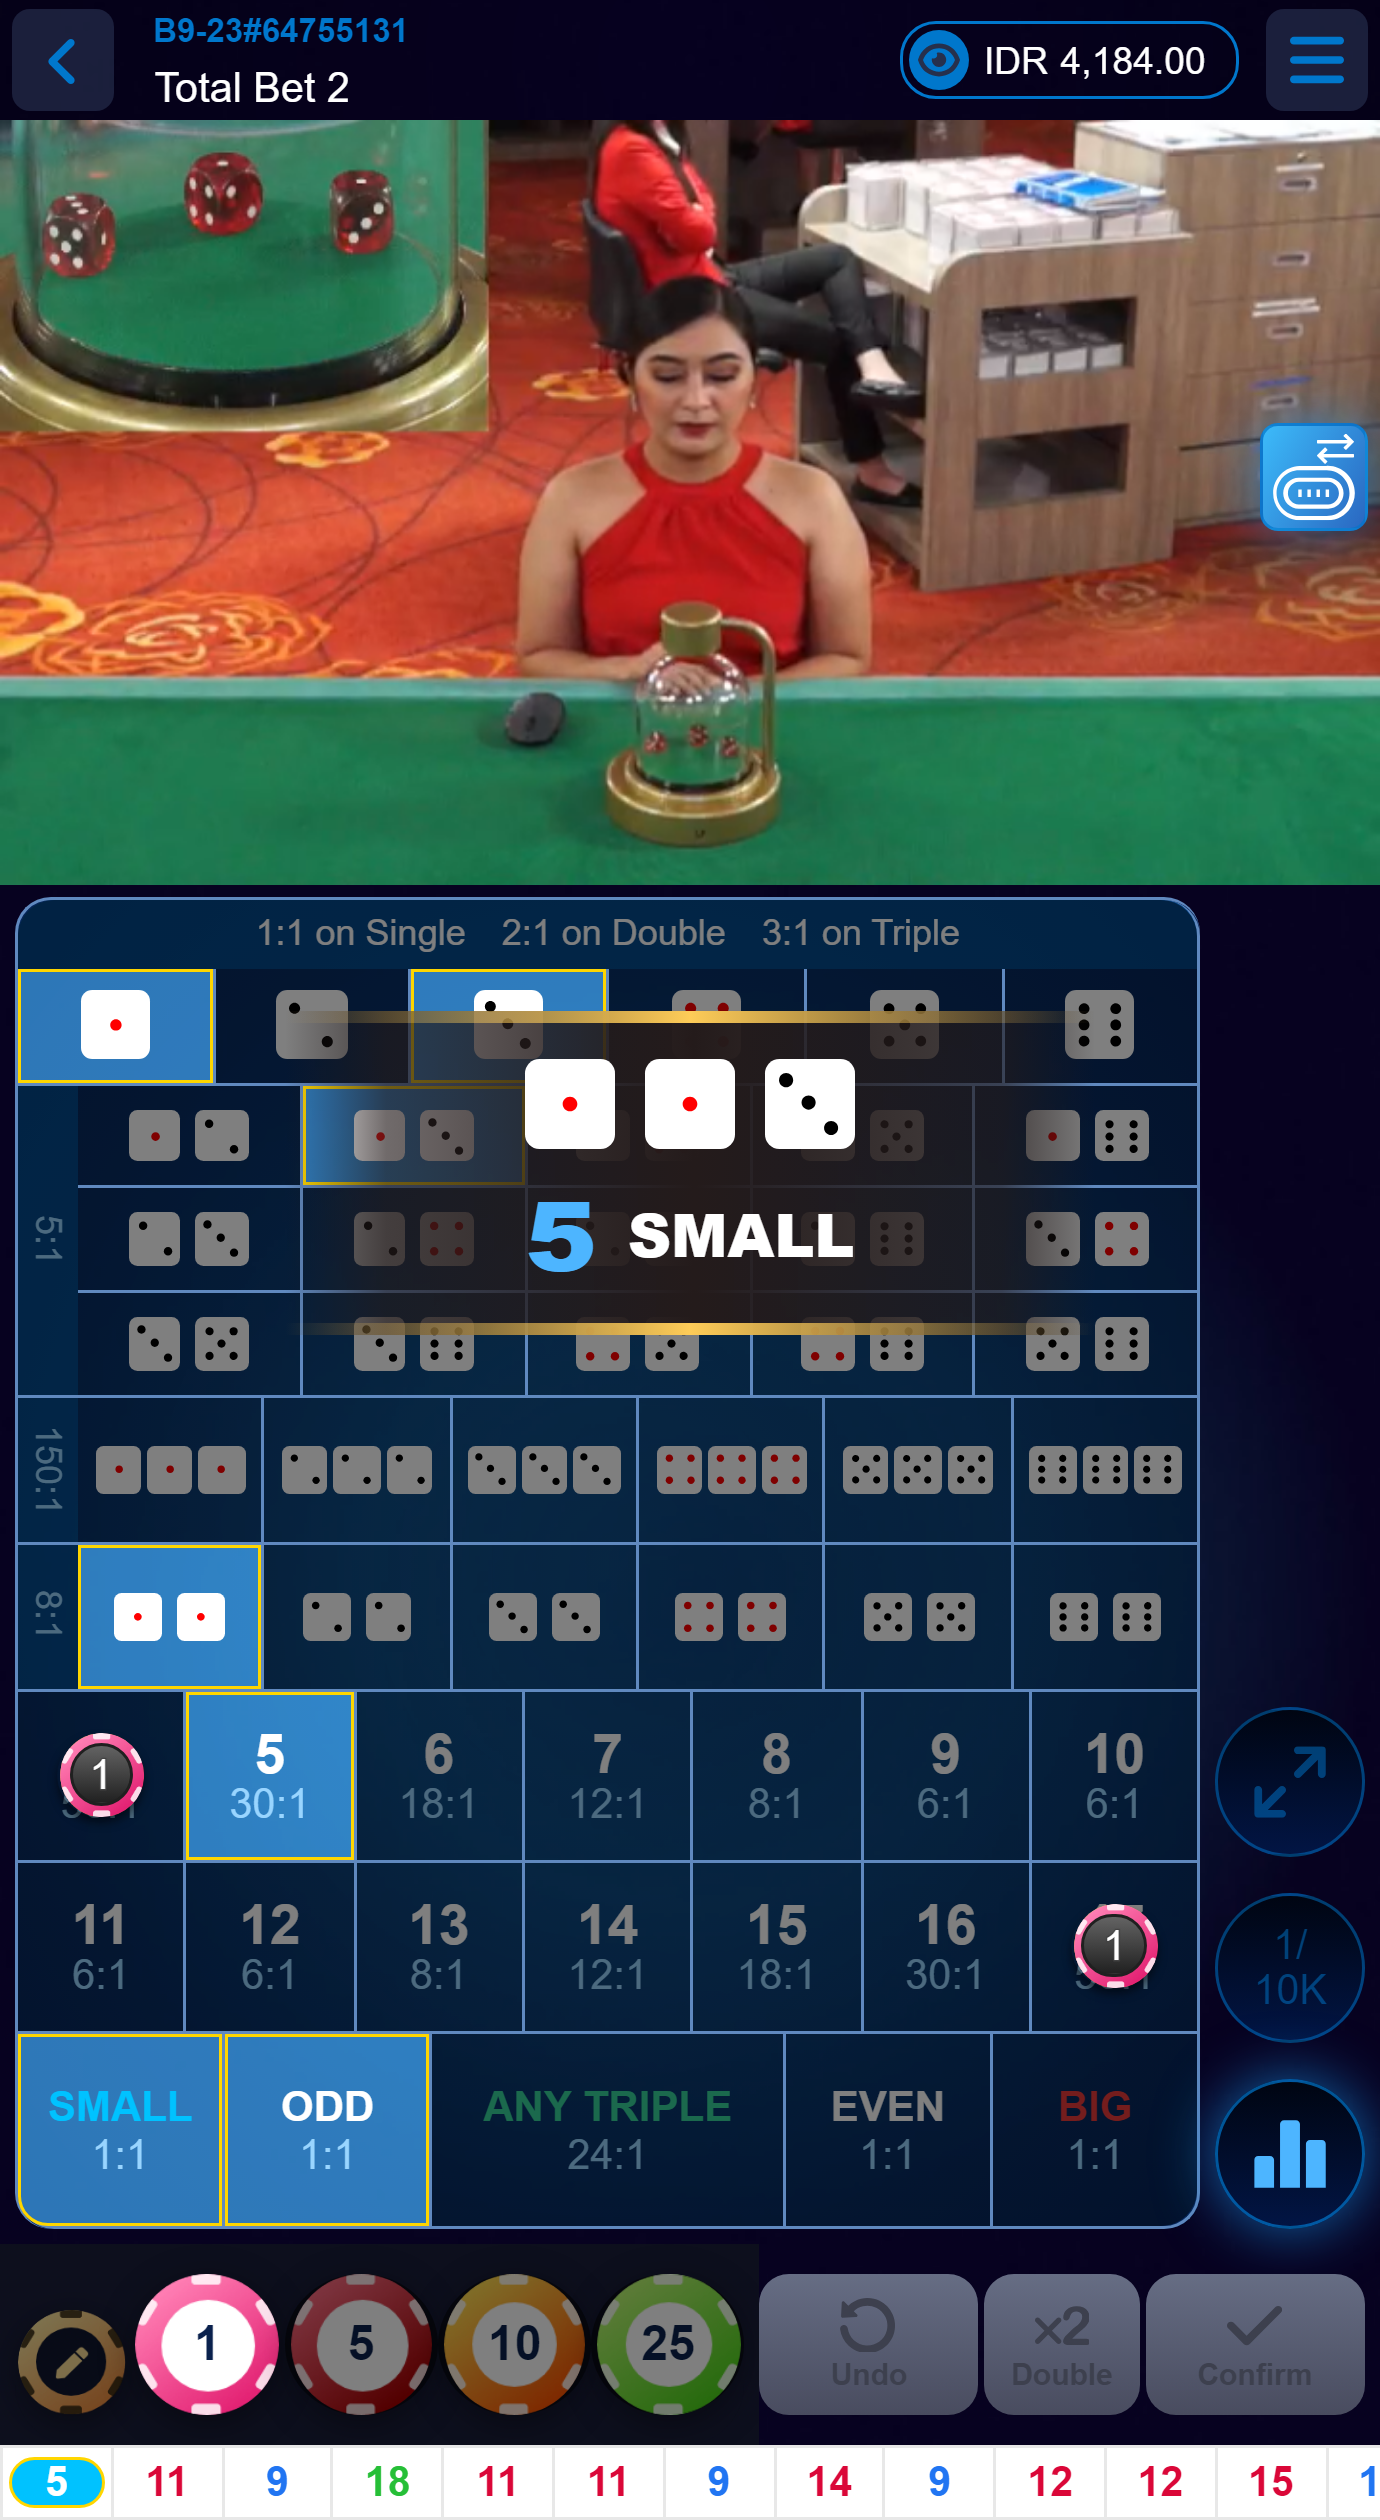 B9-23#64755131
Total Bet 2
IDR 4,184.00
1:1 on Single 2:1 on Double 3:1 on Triple
5 SMALL
5:1
150:1
8:1
1
5 6 7 8 9 10
30:1 18:1 12:1 8:1 6:1 6:1
11 12 13 14 15 16
1
6:1 6:1 8:1 12:1 18:1 30:1
1/
10K
SMALL ODD ANY TRIPLE EVEN BIG
1:1 1:1 24:1 1:1 1:1
1 5 10 25
x2
Undo Double Confirm
5 11 9 18 11 11 9 14 9 12 12 15